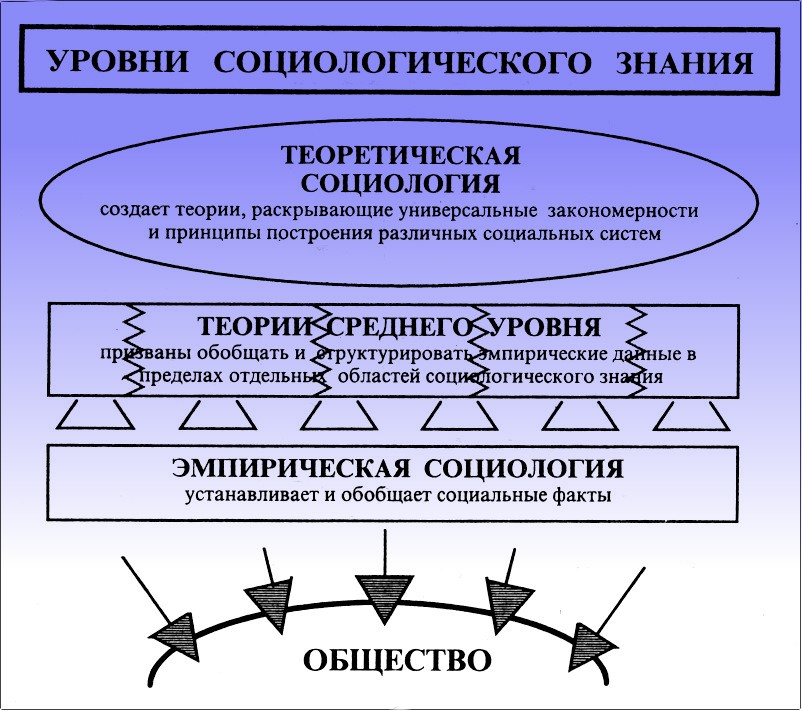 УРОВНИ СОЦИОЛОГИЧЕСКОГО ЗНАНИЯ
ТЕОРЕТИЧЕСКАЯ
СОЦИОЛОГИЯ
создает теории, раскрывающие универсальные закономерности
и принципы построения различных социальных систем
ТЕОРИИ СРЕДНЕГО УРОВНЯ
призваны обобщать и структурировать эмпирические данные в
пределах отдельных областей социологического знания
ЭМПИРИЧЕСКАЯ СОЦИОЛОГИЯ
устанавливает и обобщает социальные факты
ОБЩЕСТВО